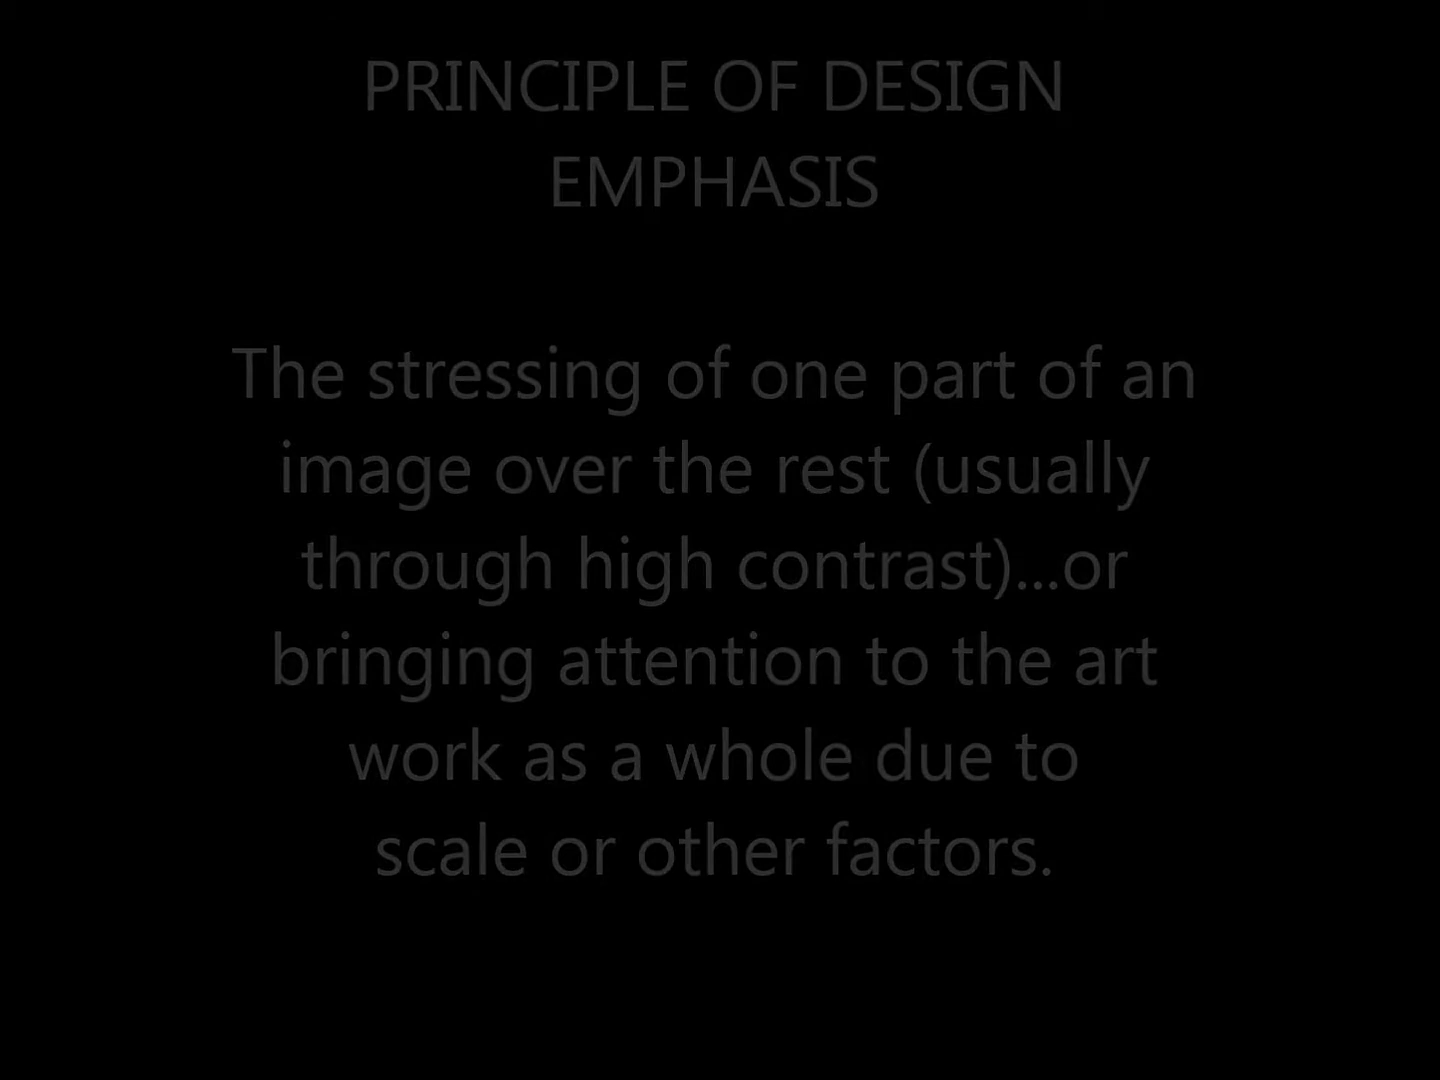 PRINCIPLE OF DESIGN
EMPHASIS
The stressing of one part of an
image over the rest (usually
through high contrast)...or
bringing attention to the art
work as a whole due to
scale or other factors.